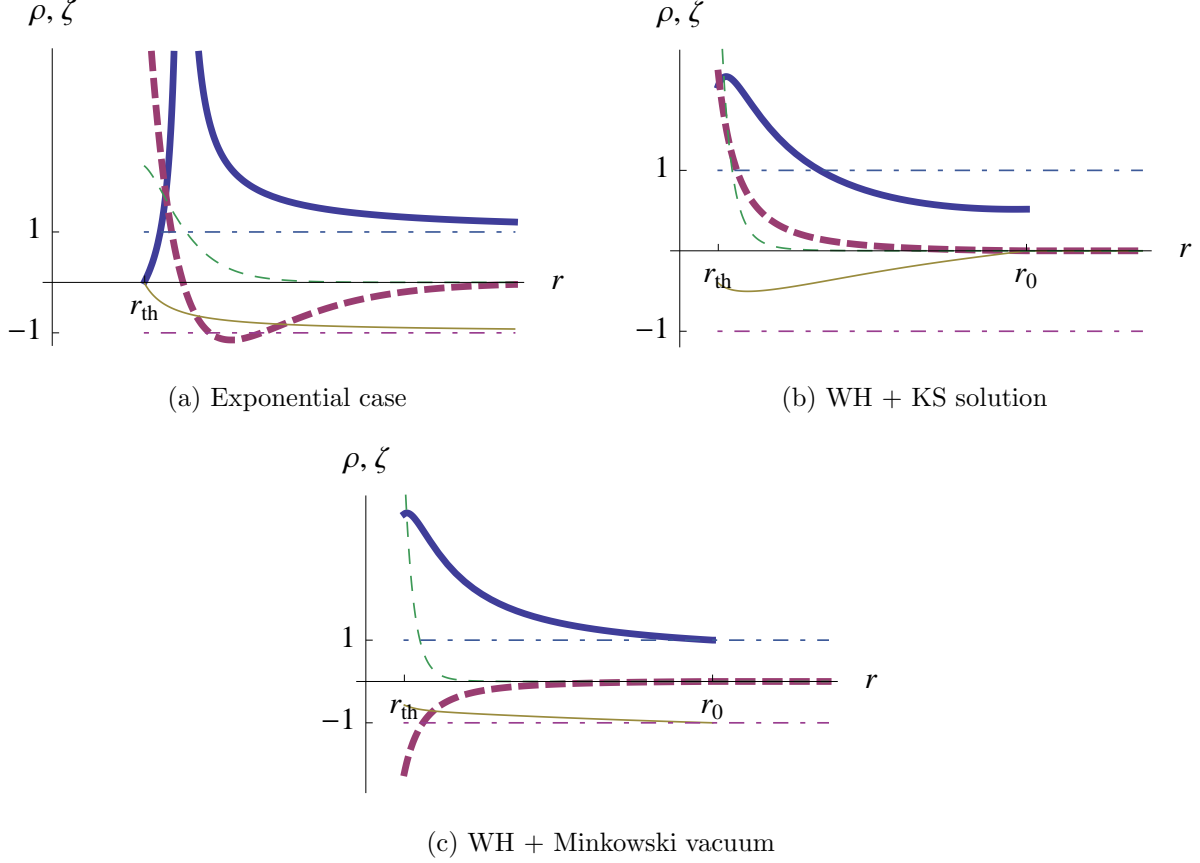 ρ, ζ
1
r_th
r
−1
(a) Exponential case
ρ, ζ
1
r_th
r_0
r
−1
(b) WH + KS solution
ρ, ζ
1
r_th
r_0
r
−1
(c) WH + Minkowski vacuum